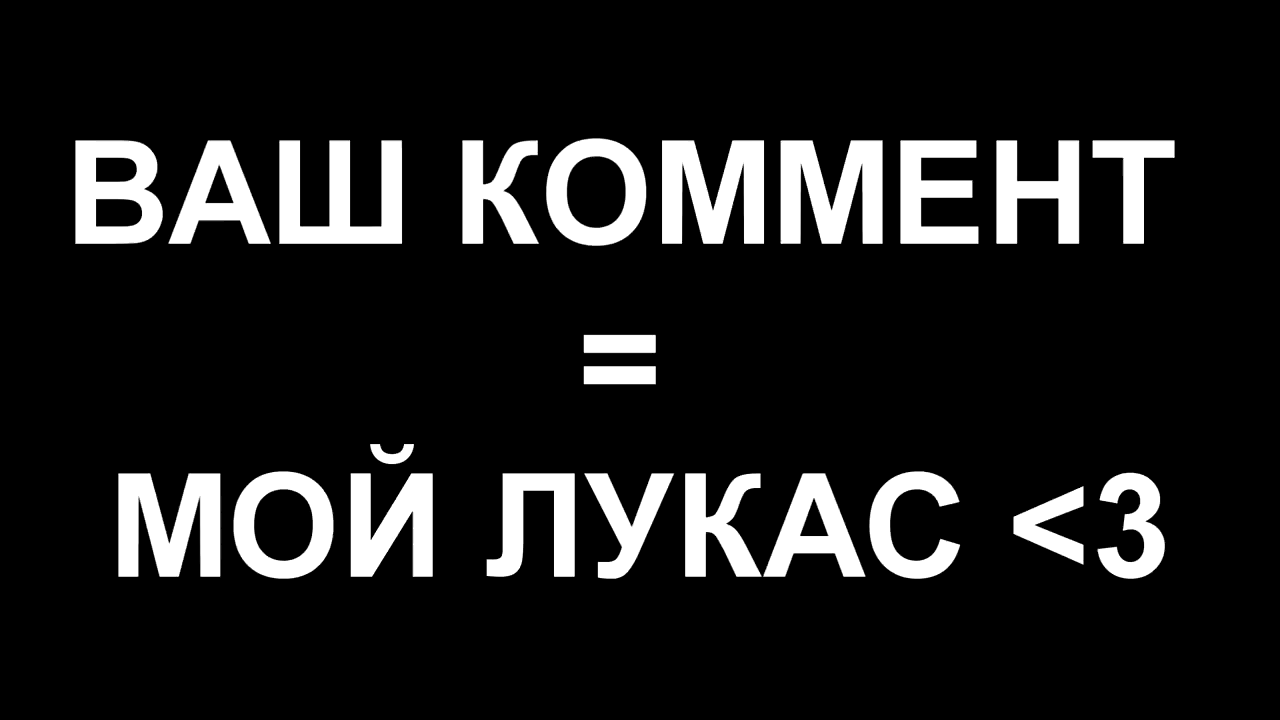 ВАШ КОММЕНТ
=
МОЙ ЛУКАС <3